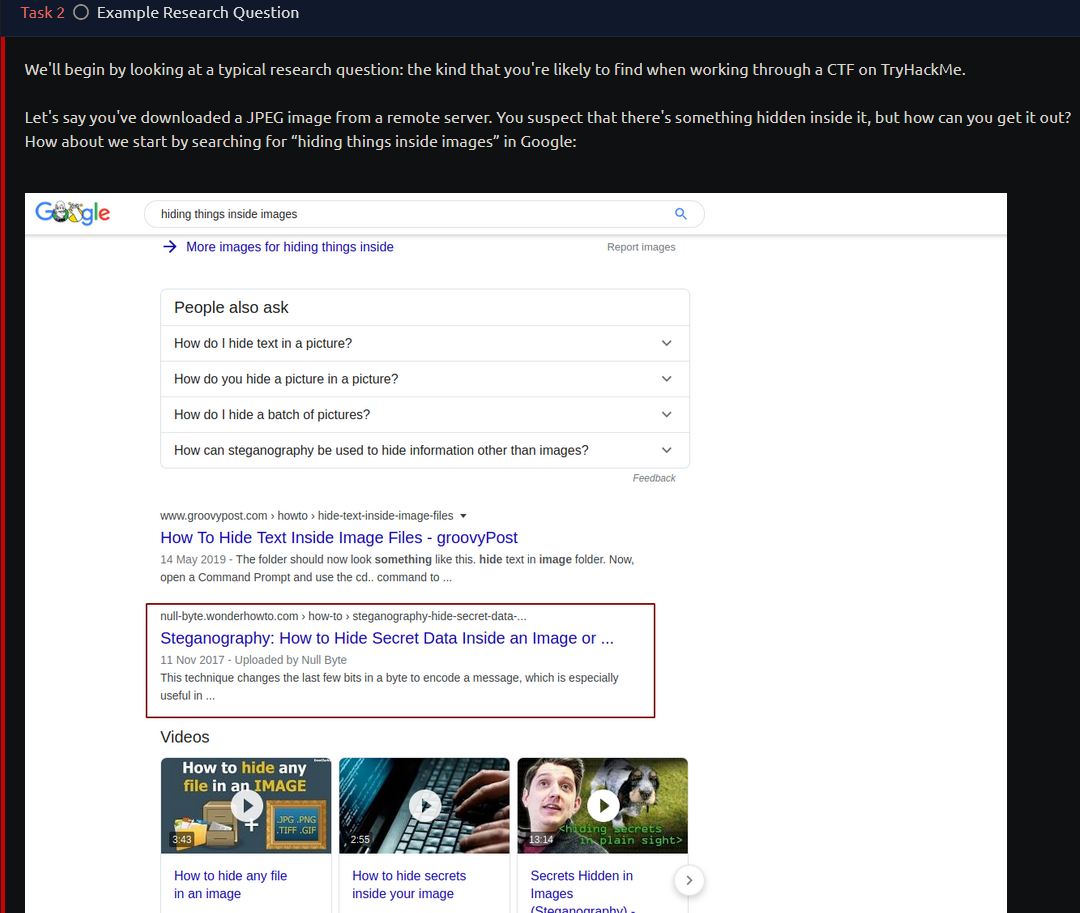 Task 2 Example Research Question
We'll begin by looking at a typical research question: the kind that you're likely to find when working through a CTF on TryHackMe.
Let's say you've downloaded a JPEG image from a remote server. You suspect that there's something hidden inside it, but how can you get it out?
How about we start by searching for “hiding things inside images” in Google:
Google
hiding things inside images
More images for hiding things inside
Report images
People also ask
How do I hide text in a picture?
How do you hide a picture in a picture?
How do I hide a batch of pictures?
How can steganography be used to hide information other than images?
Feedback
www.groovypost.com › howto › hide-text-inside-image-files
How To Hide Text Inside Image Files - groovyPost
14 May 2019 - The folder should now look something like this. hide text in image folder. Now,
open a Command Prompt and use the cd.. command to ...
null-byte.wonderhowto.com › how-to › steganography-hide-secret-data-...
Steganography: How to Hide Secret Data Inside an Image or ...
11 Nov 2017 - Uploaded by Null Byte
This technique changes the last few bits in a byte to encode a message, which is especially
useful in ...
Videos
How to hide any
file in an IMAGE
.JPG .PNG
.TIFF .GIF
3:43
2:55
<hiding secrets
in plain sight>
13:14
How to hide any file
in an image
How to hide secrets
inside your image
Secrets Hidden in
Images
(Steganography) -